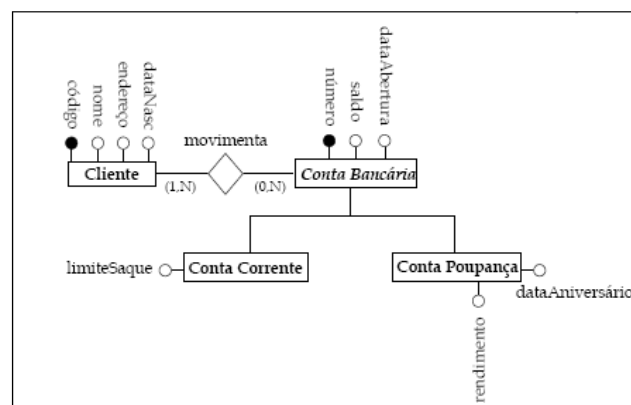 código
nome
endereço
dataNasc
movimenta
número
saldo
dataAbertura
Cliente
(1,N)
(0,N)
Conta Bancária
limiteSaque
Conta Corrente
Conta Poupança
dataAniversário
rendimento